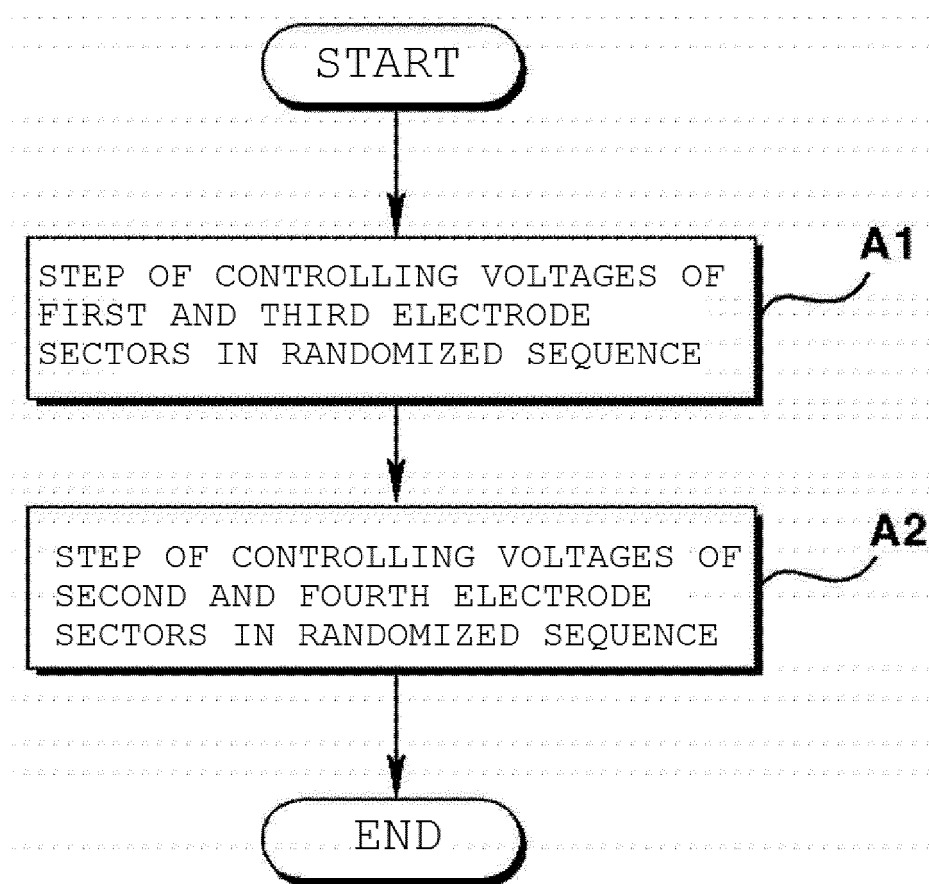 START
STEP OF CONTROLLING VOLTAGES OF
FIRST AND THIRD ELECTRODE
SECTORS IN RANDOMIZED SEQUENCE
A1
STEP OF CONTROLLING VOLTAGES OF
SECOND AND FOURTH ELECTRODE
SECTORS IN RANDOMIZED SEQUENCE
A2
END